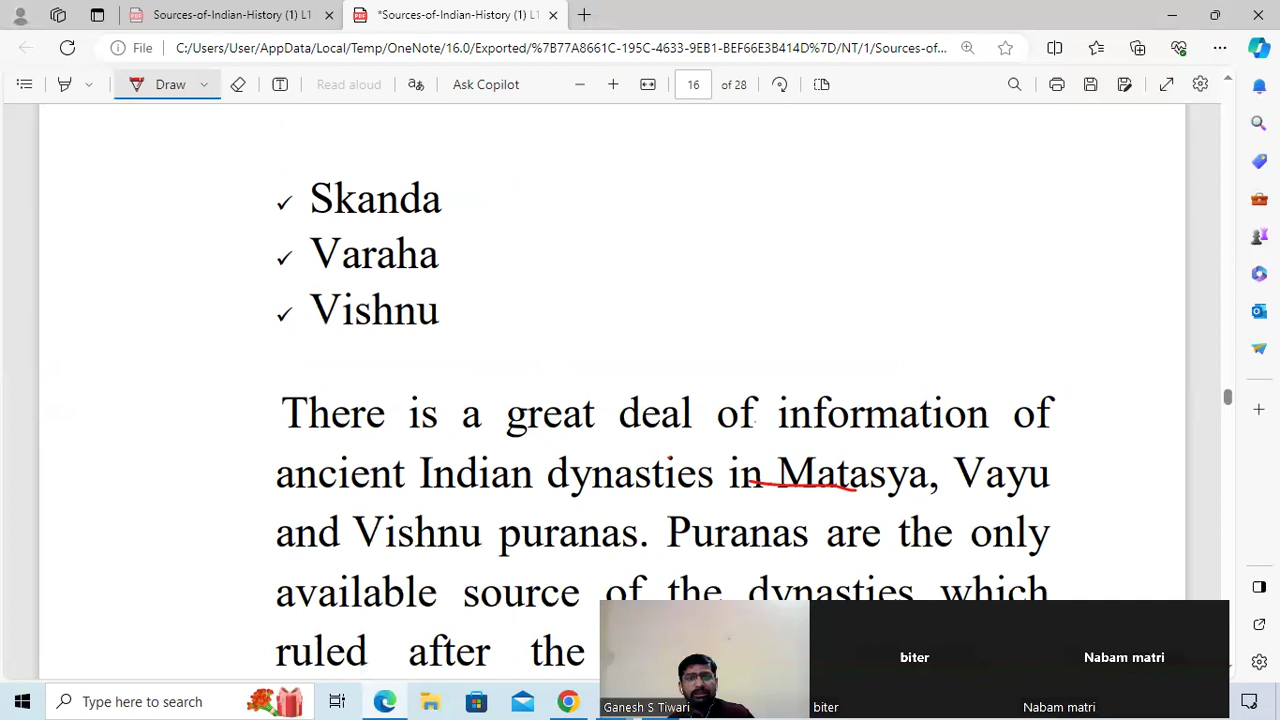 Sources-of-Indian-History (1) L1
*Sources-of-Indian-History (1) L1
File
C:/Users/User/AppData/Local/Temp/OneNote/16.0/Exported/%7B77A8661C-195C-4633-9EB1-BEF66E3B414D%7D/NT/1/Sources-of...
Draw
Read aloud
Ask Copilot
16
of 28
✓ Skanda
✓ Varaha
✓ Vishnu
There is a great deal of information of
ancient Indian dynasties in Matasya, Vayu
and Vishnu puranas. Puranas are the only
available source of the dynasties which
ruled after the
biter
Nabam matri
Ganesh S Tiwari
biter
Nabam matri
Type here to search